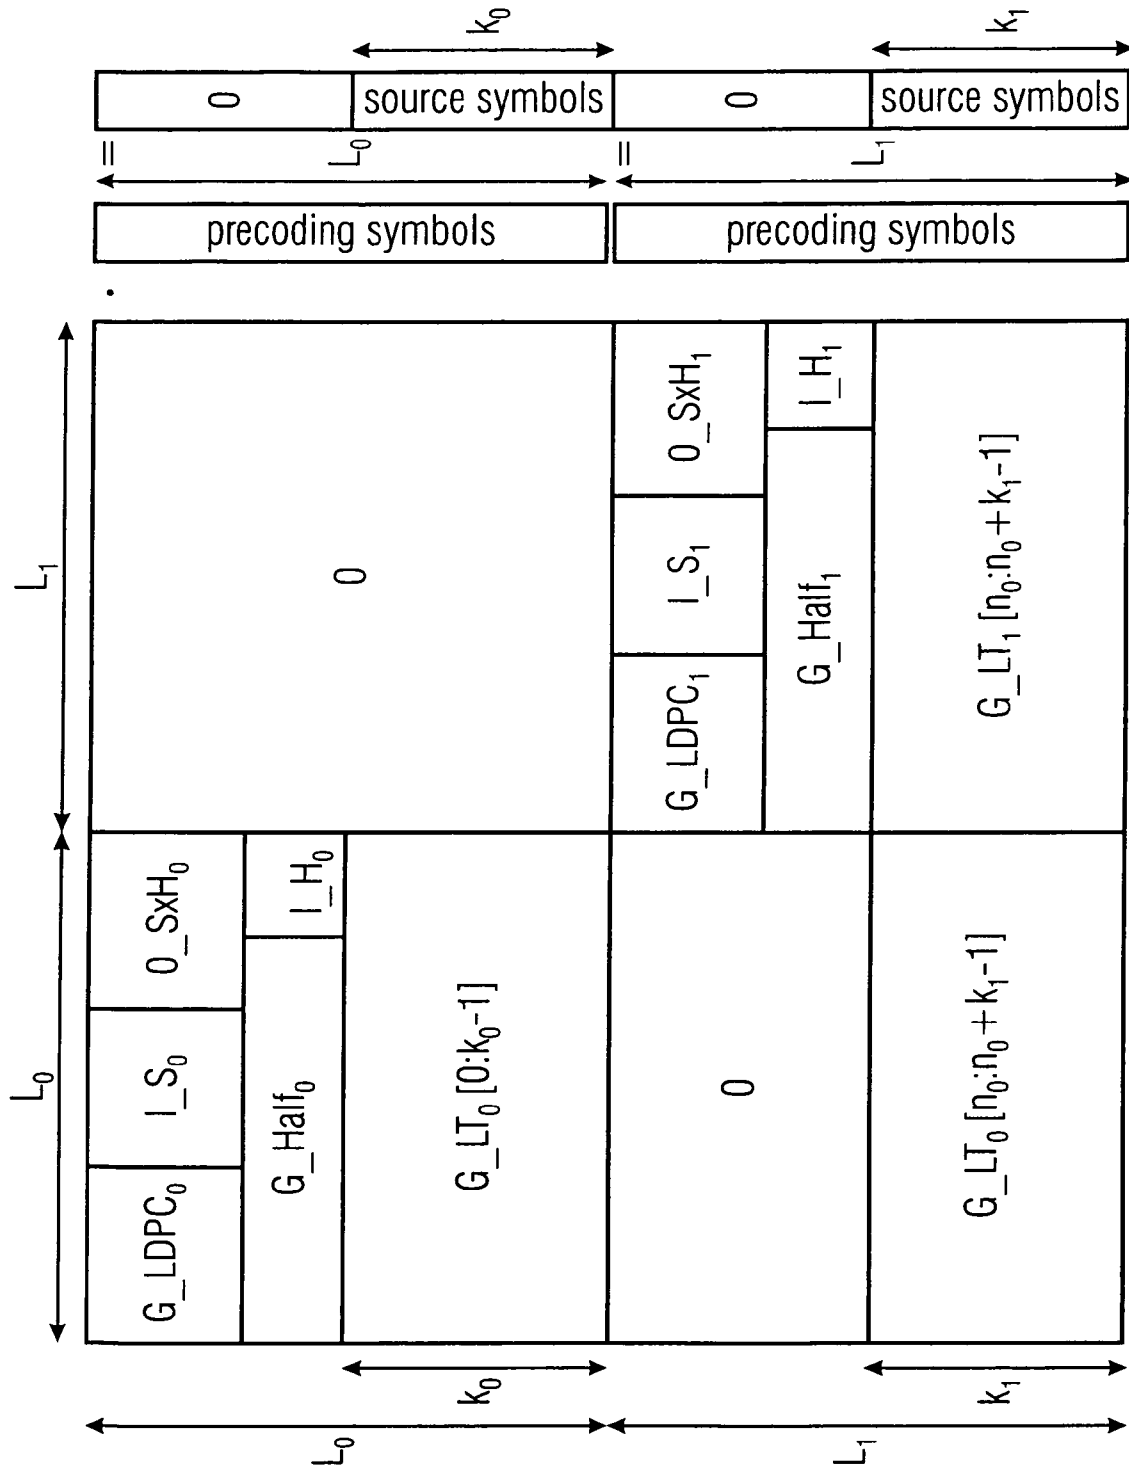 L₀ L₁
· =
G_LDPC₀ I_S₀ 0_SxH₀
0
G_Half₀ I_H₀
L₀ 0 precoding symbols L₀
k₀ G_LT₀ [0:k₀-1] source symbols k₀
=
G_LDPC₁ I_S₁ 0_SxH₁
0 0
G_Half₁ I_H₁
L₁ precoding symbols L₁
k₁ G_LT₀ [n₀:n₀+k₁-1] G_LT₁ [n₀:n₀+k₁-1] source symbols k₁